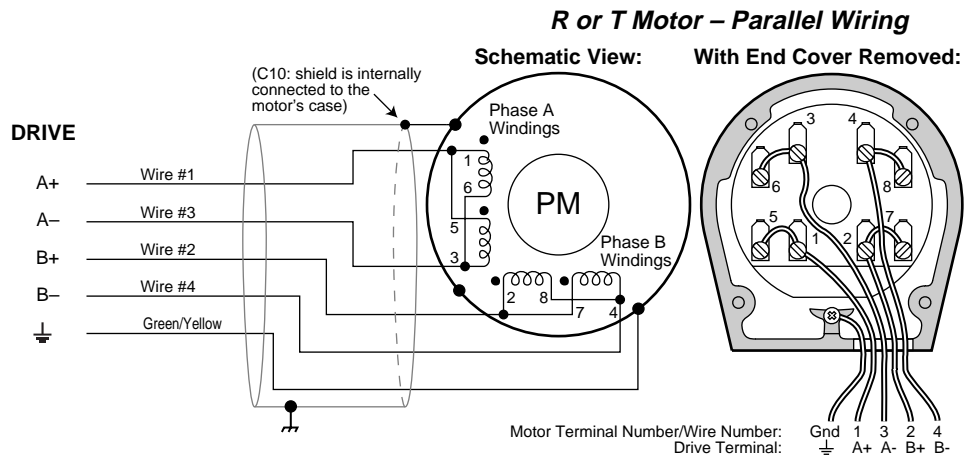 R or T Motor – Parallel Wiring
Schematic View:
With End Cover Removed:
(C10: shield is internally
connected to the
motor's case)
DRIVE
A+
Wire #1
A–
Wire #3
B+
Wire #2
B–
Wire #4
Green/Yellow
Phase A
Windings
1
6
5
3
PM
Phase B
Windings
2
8
7
4
3
4
6
8
5
1
2
7
Motor Terminal Number/Wire Number: Gnd 1 3 2 4
Drive Terminal: A+ A- B+ B-